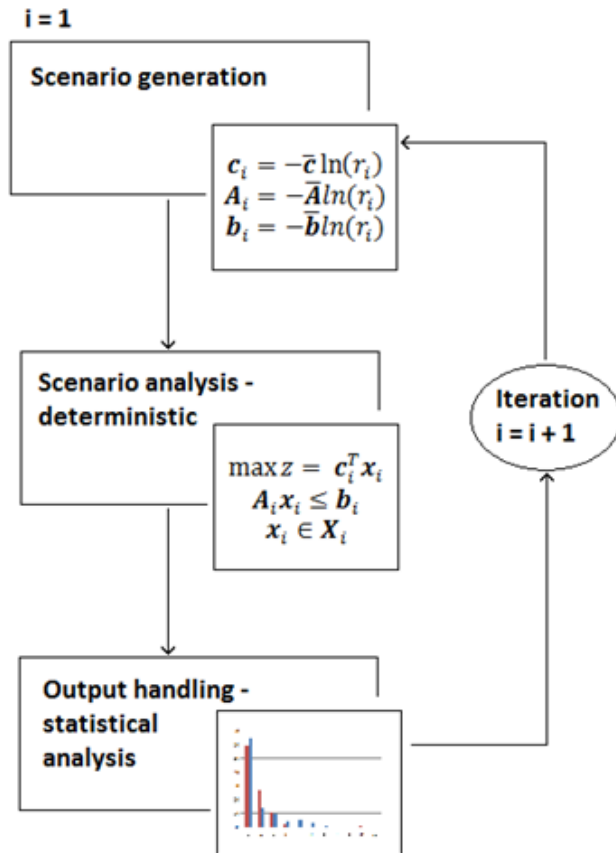 i = 1
Scenario generation
c_i = −c̅ ln(r_i)
A_i = −A̅ln(r_i)
b_i = −b̅ln(r_i)
Scenario analysis -
deterministic
max z = c_i^T x_i
A_i x_i ≤ b_i
x_i ∈ X_i
Iteration
i = i + 1
Output handling -
statistical
analysis